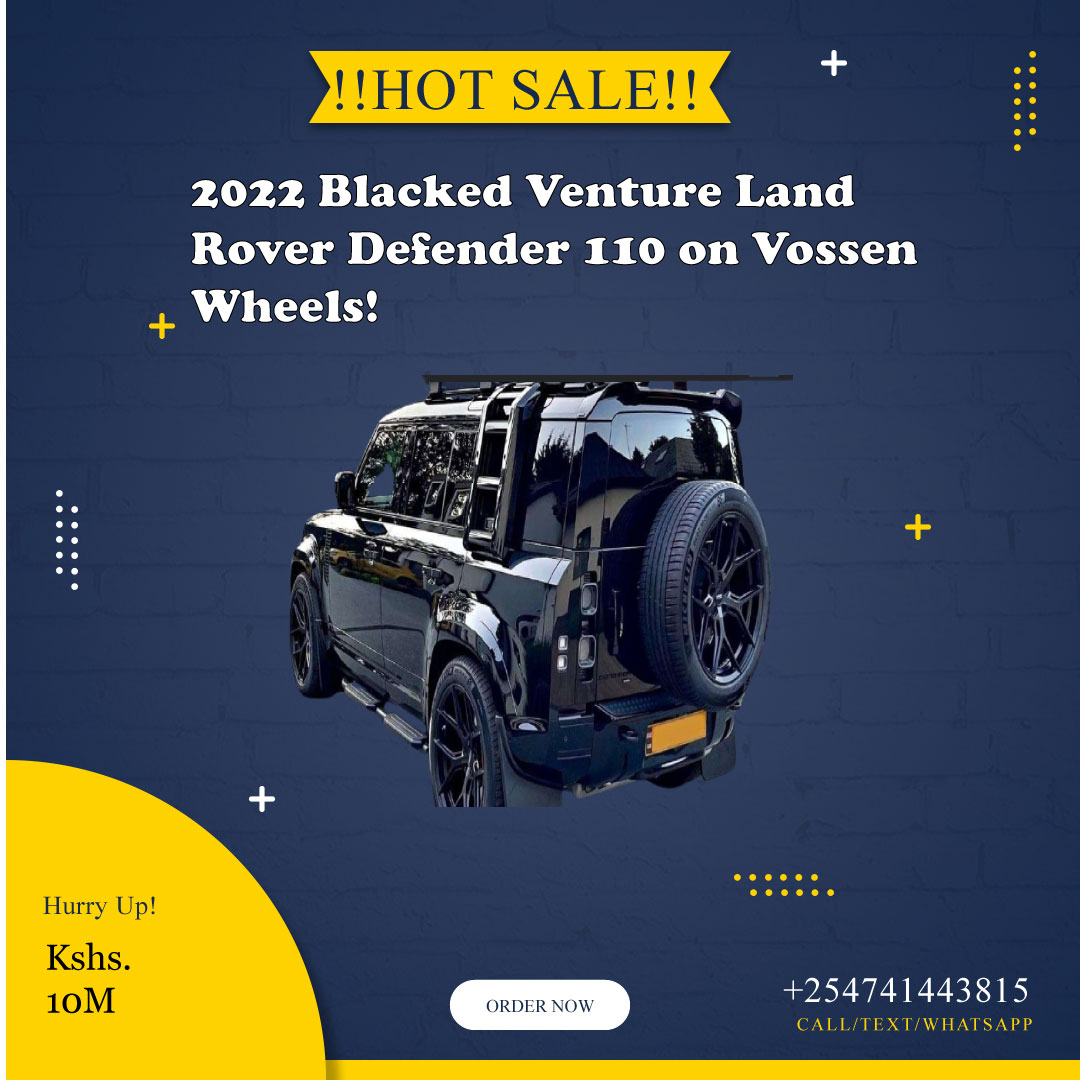 !!HOT SALE!!
2022 Blacked Venture Land
Rover Defender 110 on Vossen
Wheels!
Hurry Up!
Kshs.
10M
ORDER NOW
+254741443815
CALL/TEXT/WHATSAPP